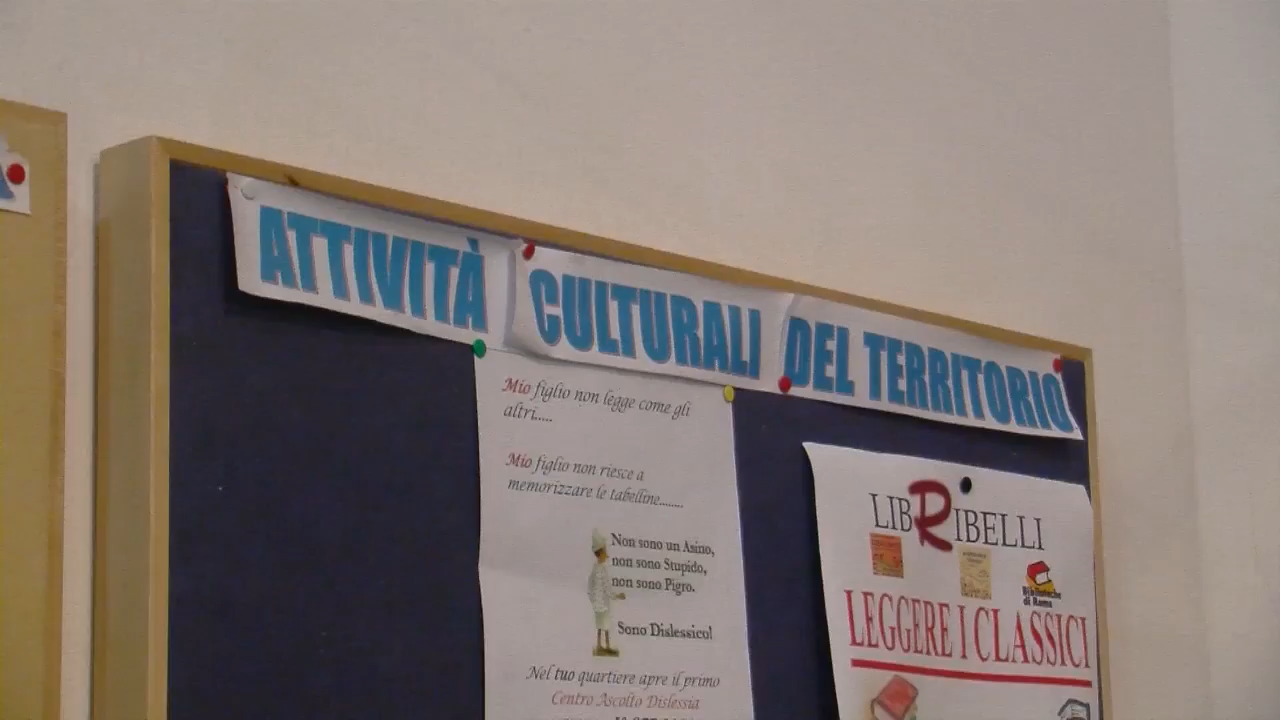 ATTIVITÀ CULTURALI DEL TERRITORIO
Mio figlio non legge come gli
altri.....
Mio figlio non riesce a
memorizzare le tabelline........
Non sono un Asino,
non sono Stupido,
non sono Pigro.
Sono Dislessico!
Nel tuo quartiere apre il primo
Centro Ascolto Dislessia
LIBRIBELLI
Biblioteche
di Roma
LEGGERE I CLASSICI